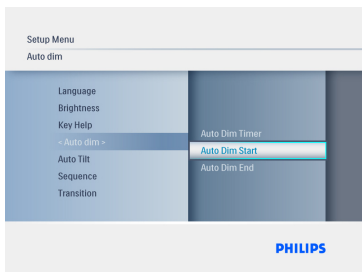 Setup Menu
Auto dim
Language
Brightness
Key Help
« Auto dim »
Auto Tilt
Sequence
Transition
Auto Dim Timer
Auto Dim Start
Auto Dim End
PHILIPS